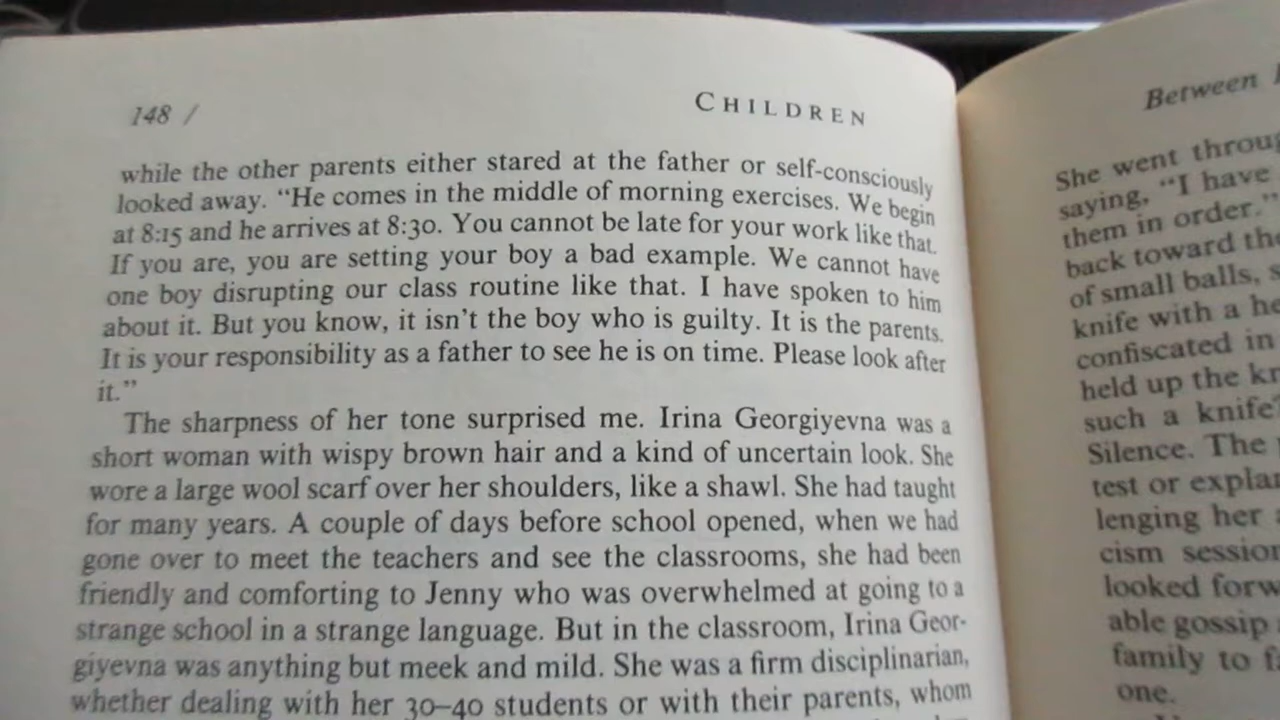 148 /
CHILDREN
while the other parents either stared at the father or self-consciously
looked away. “He comes in the middle of morning exercises. We begin
at 8:15 and he arrives at 8:30. You cannot be late for your work like that.
If you are, you are setting your boy a bad example. We cannot have
one boy disrupting our class routine like that. I have spoken to him
about it. But you know, it isn’t the boy who is guilty. It is the parents.
It is your responsibility as a father to see he is on time. Please look after
it.”
The sharpness of her tone surprised me. Irina Georgiyevna was a
short woman with wispy brown hair and a kind of uncertain look. She
wore a large wool scarf over her shoulders, like a shawl. She had taught
for many years. A couple of days before school opened, when we had
gone over to meet the teachers and see the classrooms, she had been
friendly and comforting to Jenny who was overwhelmed at going to a
strange school in a strange language. But in the classroom, Irina Geor-
giyevna was anything but meek and mild. She was a firm disciplinarian,
whether dealing with her 30–40 students or with their parents, whom
Between
She went
saying, “I have
them in order.”
back toward
of small balls,
knife with a
confiscated in
held up the
such a knife
Silence. The
test or
lenging her
cism
looked
able gossip
family to
one.